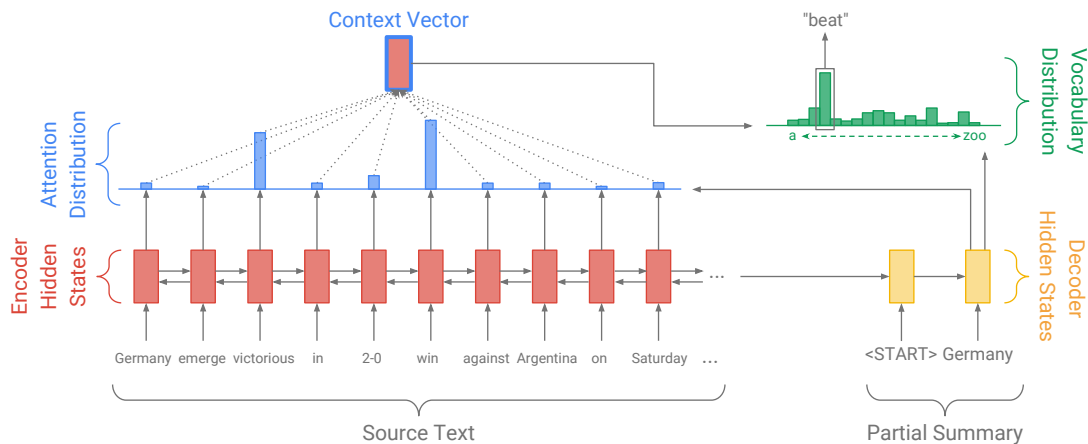 Context Vector
"beat"
a
zoo
Vocabulary
Distribution
Attention
Distribution
Encoder
Hidden
States
...
Decoder
Hidden States
Germany emerge victorious in 2-0 win against Argentina on Saturday ...
<START> Germany
Source Text
Partial Summary